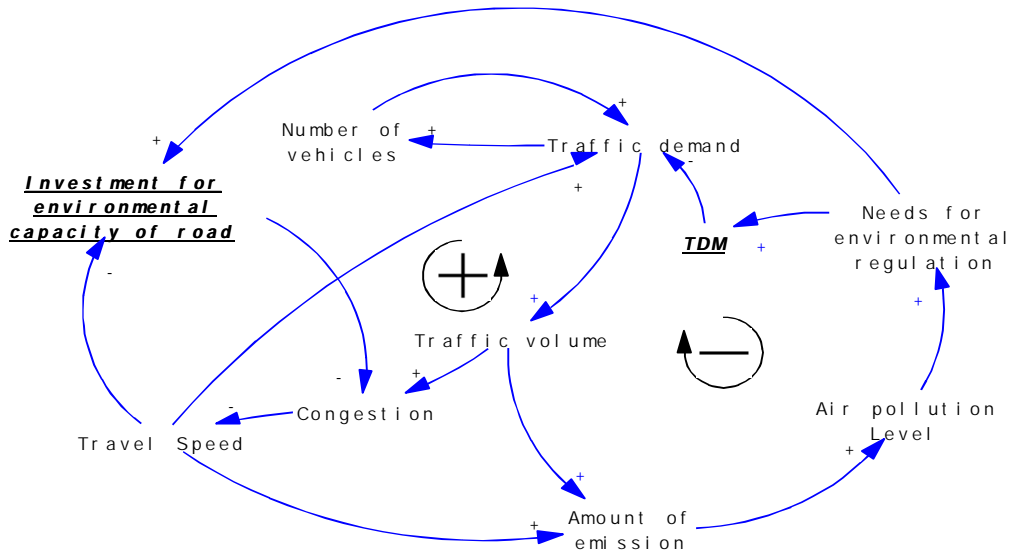 +
+
Number of
vehicles
+
Traffic demand
+
-
+
Investment for
environmental
capacity of road
-
TDM
+
Needs for
environmental
regulation
+
+
Traffic volume
+
-
-
Congestion
Travel Speed
Air pollution
Level
+
+
+
Amount of
emission